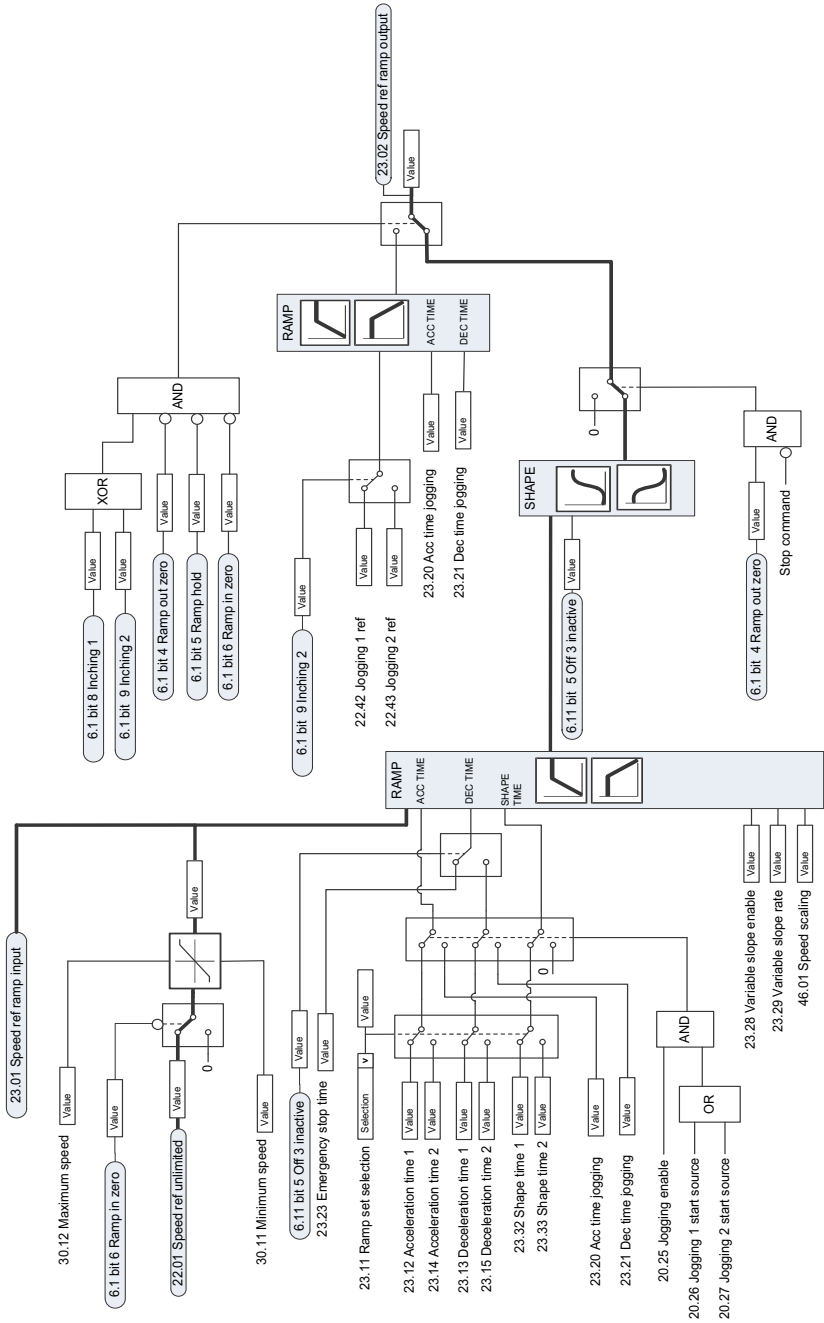 23.01 Speed ref ramp input
30.12 Maximum speed
Value
6.1 bit 6 Ramp in zero
Value
22.01 Speed ref unlimited
Value
0
Value
30.11 Minimum speed
Value
6.11 bit 5 Off 3 inactive
Value
23.23 Emergency stop time
Value
23.11 Ramp set selection
Selection
v
Value
23.12 Acceleration time 1
Value
23.14 Acceleration time 2
Value
23.13 Deceleration time 1
Value
23.15 Deceleration time 2
Value
23.32 Shape time 1
Value
23.33 Shape time 2
Value
0
23.20 Acc time jogging
Value
23.21 Dec time jogging
Value
20.25 Jogging enable
20.26 Jogging 1 start source
20.27 Jogging 2 start source
OR
AND
23.28 Variable slope enable
Value
23.29 Variable slope rate
Value
46.01 Speed scaling
Value
RAMP
ACC TIME
DEC TIME
SHAPE
TIME
6.1 bit 8 Inching 1
Value
6.1 bit 9 Inching 2
Value
XOR
6.1 bit 4 Ramp out zero
Value
6.1 bit 5 Ramp hold
Value
6.1 bit 6 Ramp in zero
Value
AND
6.1 bit 9 Inching 2
Value
22.42 Jogging 1 ref
Value
22.43 Jogging 2 ref
Value
23.20 Acc time jogging
Value
23.21 Dec time jogging
Value
RAMP
ACC TIME
DEC TIME
23.02 Speed ref ramp output
Value
SHAPE
6.11 bit 5 Off 3 inactive
Value
0
6.1 bit 4 Ramp out zero
Value
Stop command
AND